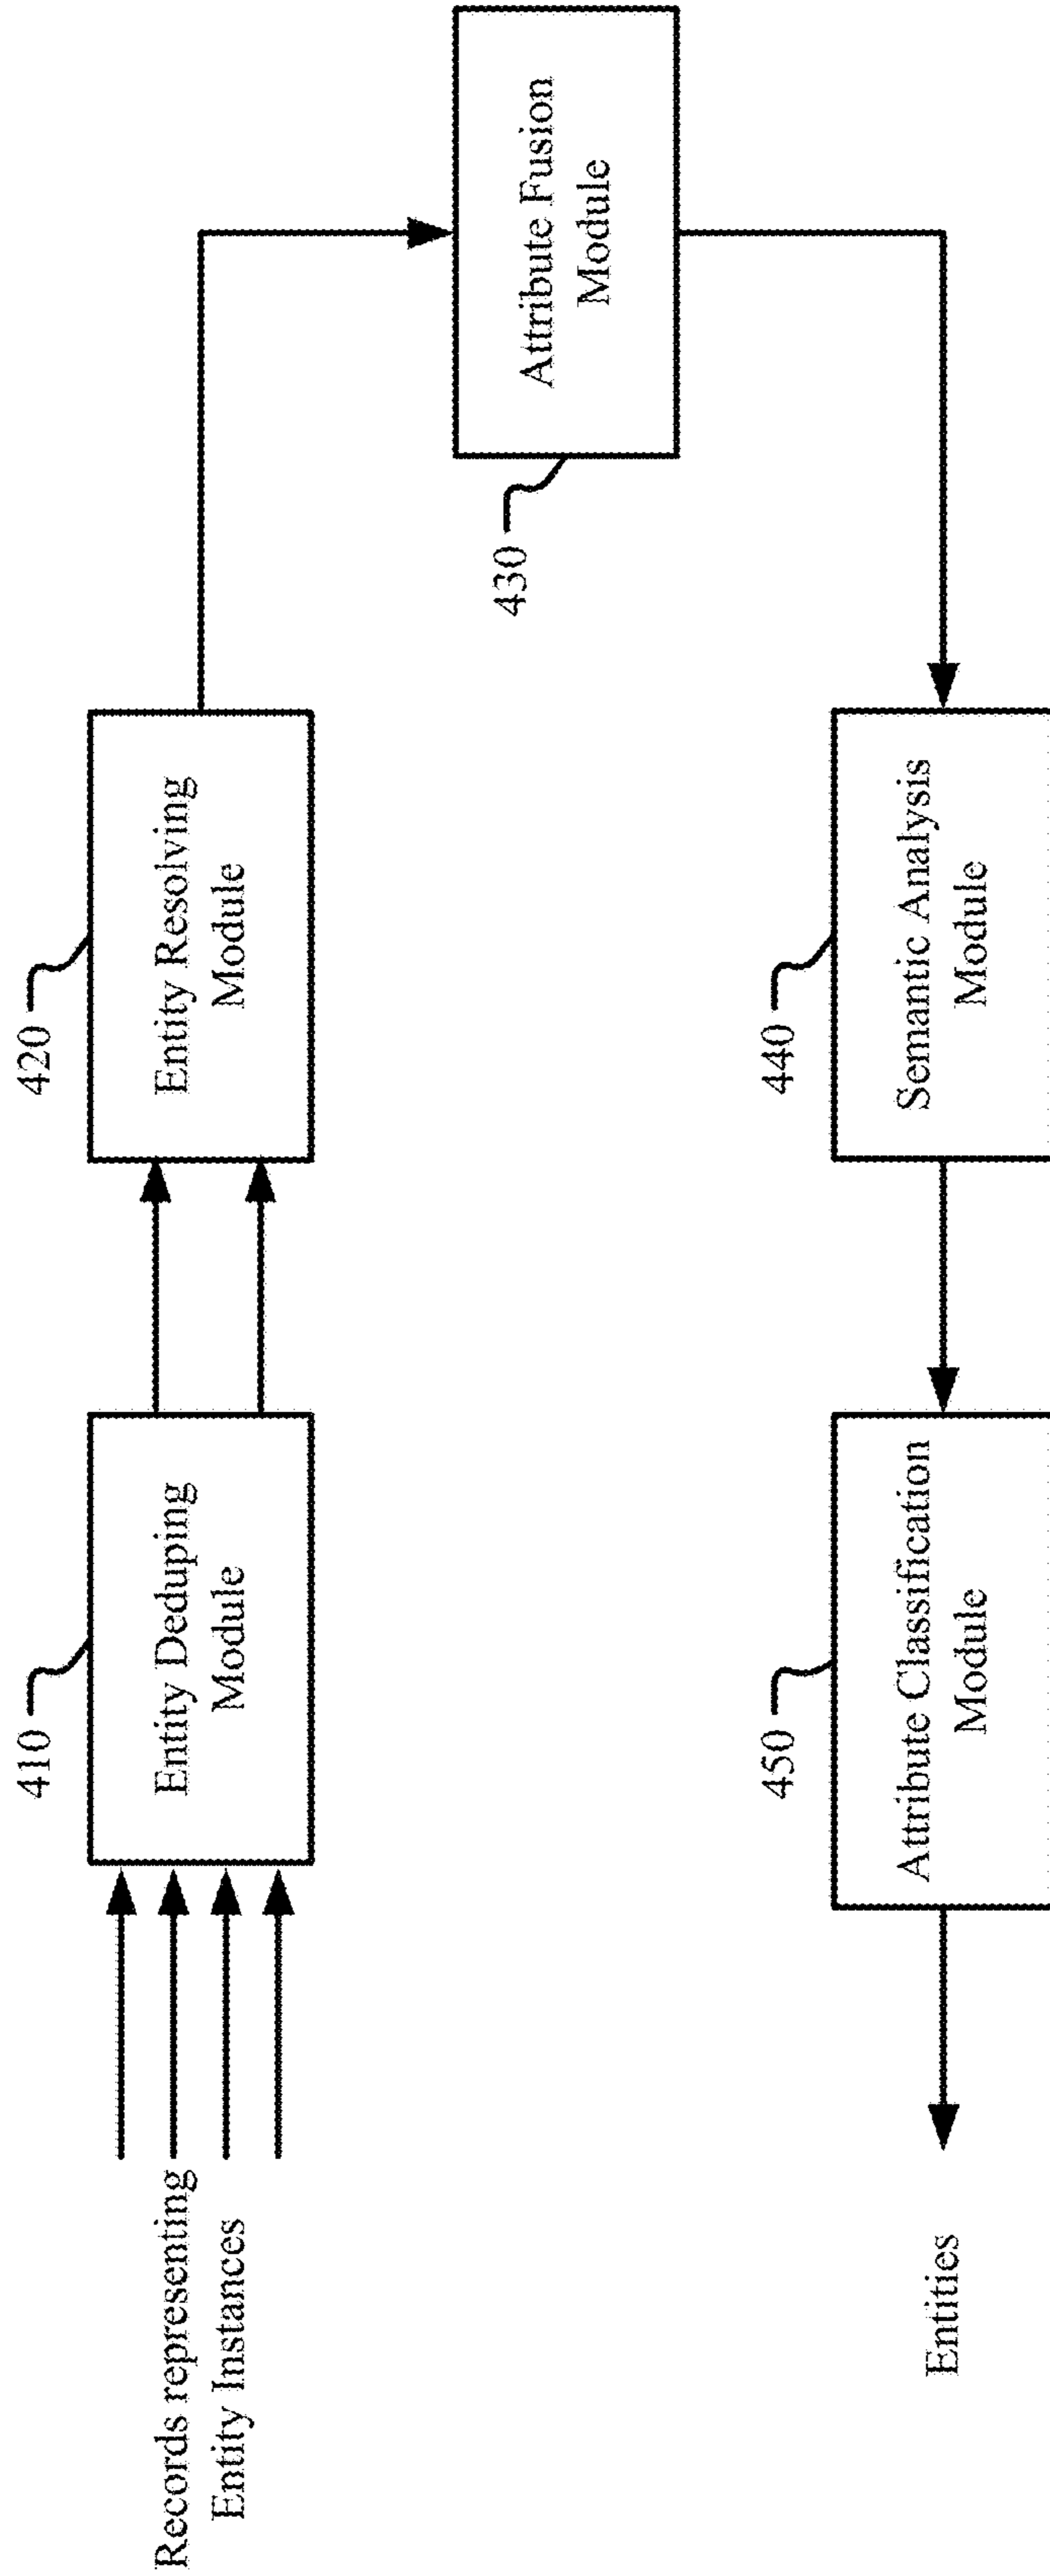 Records representing
Entity Instances
410
Entity Deduping
Module
420
Entity Resolving
Module
430
Attribute Fusion
Module
440
Semantic Analysis
Module
450
Attribute Classification
Module
Entities